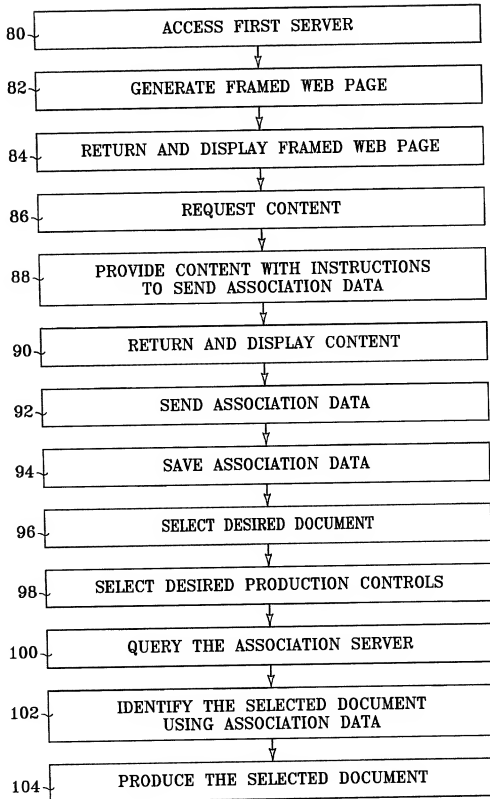 80 ACCESS FIRST SERVER
82 GENERATE FRAMED WEB PAGE
84 RETURN AND DISPLAY FRAMED WEB PAGE
86 REQUEST CONTENT
88 PROVIDE CONTENT WITH INSTRUCTIONS
TO SEND ASSOCIATION DATA
90 RETURN AND DISPLAY CONTENT
92 SEND ASSOCIATION DATA
94 SAVE ASSOCIATION DATA
96 SELECT DESIRED DOCUMENT
98 SELECT DESIRED PRODUCTION CONTROLS
100 QUERY THE ASSOCIATION SERVER
102 IDENTIFY THE SELECTED DOCUMENT
USING ASSOCIATION DATA
104 PRODUCE THE SELECTED DOCUMENT